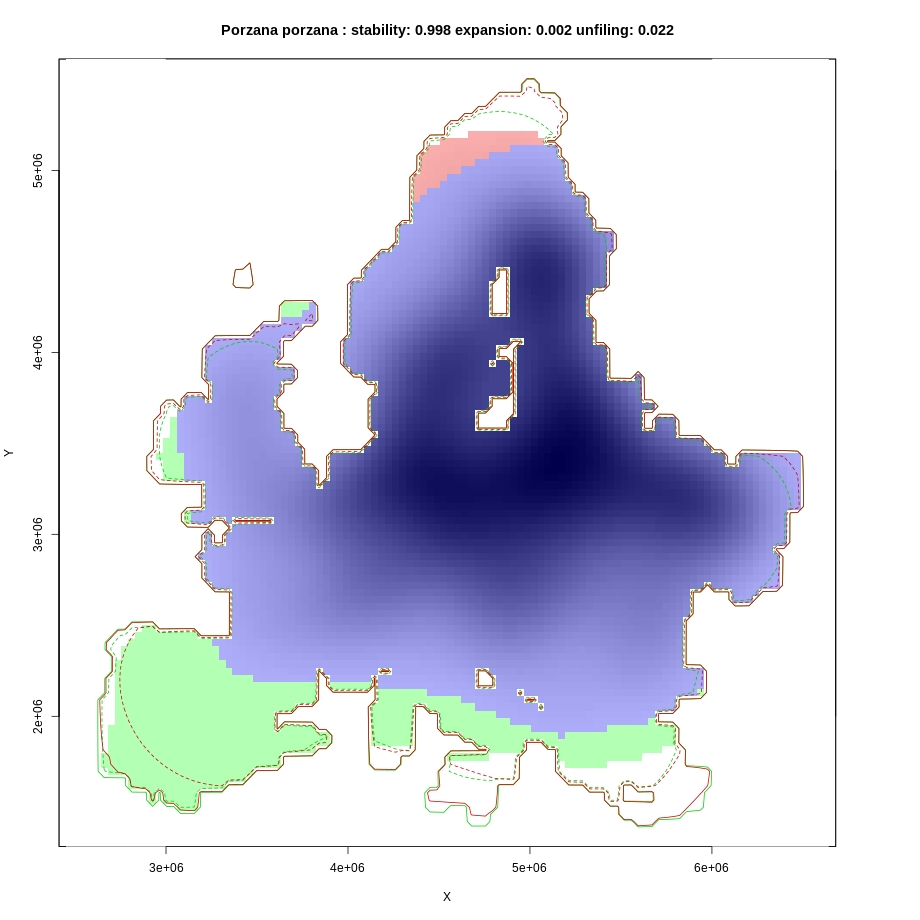 Porzana porzana : stability: 0.998 expansion: 0.002 unfiling: 0.022
5e+06
4e+06
Y
3e+06
2e+06
3e+06 4e+06 5e+06 6e+06
X